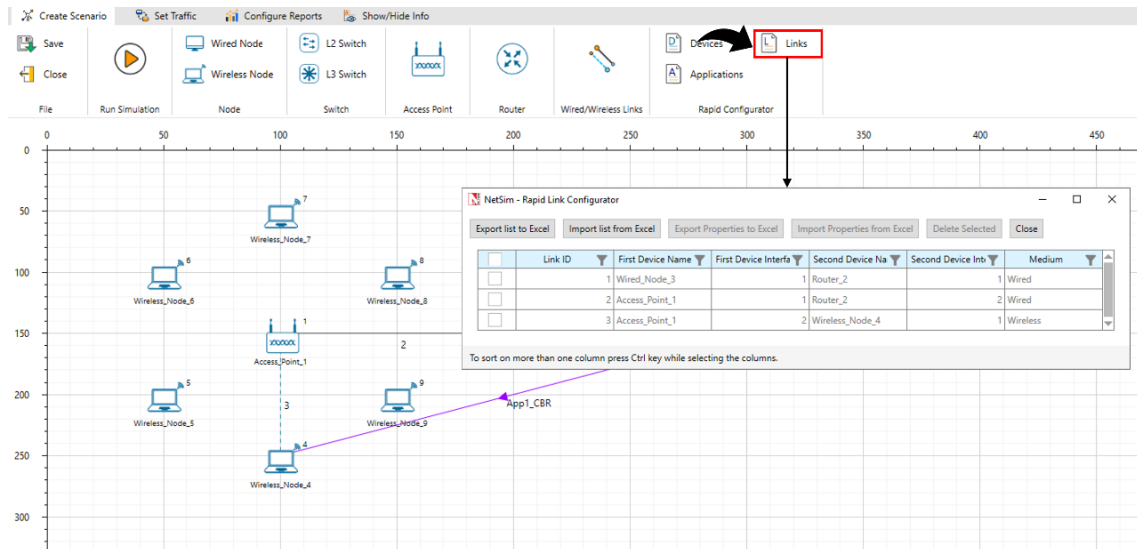 Create Scenario Set Traffic Configure Reports Show/Hide Info
Save Wired Node L2 Switch Devices Links
Close Wireless Node L3 Switch Applications
File Run Simulation Node Switch Access Point Router Wired/Wireless Links Rapid Configurator
0 50 100 150 200 250 300 350 400 450
0
NetSim - Rapid Link Configurator
50
7
Export list to Excel Import list from Excel Export Properties to Excel Import Properties from Excel Delete Selected Close
Wireless_Node_7
Link ID First Device Name First Device Interfa Second Device Na Second Device Inte Medium
1 Wired_Node_3 1 Router_2 1 Wired
2 Access_Point_1 1 Router_2 2 Wired
3 Access_Point_1 2 Wireless_Node_4 1 Wireless
To sort on more than one column press Ctrl key while selecting the columns.
6 8
100
Wireless_Node_6 Wireless_Node_8
1
150
2
Access_Point_1
5 9
200
3 App1_CBR
Wireless_Node_5 Wireless_Node_9
4
250
Wireless_Node_4
300